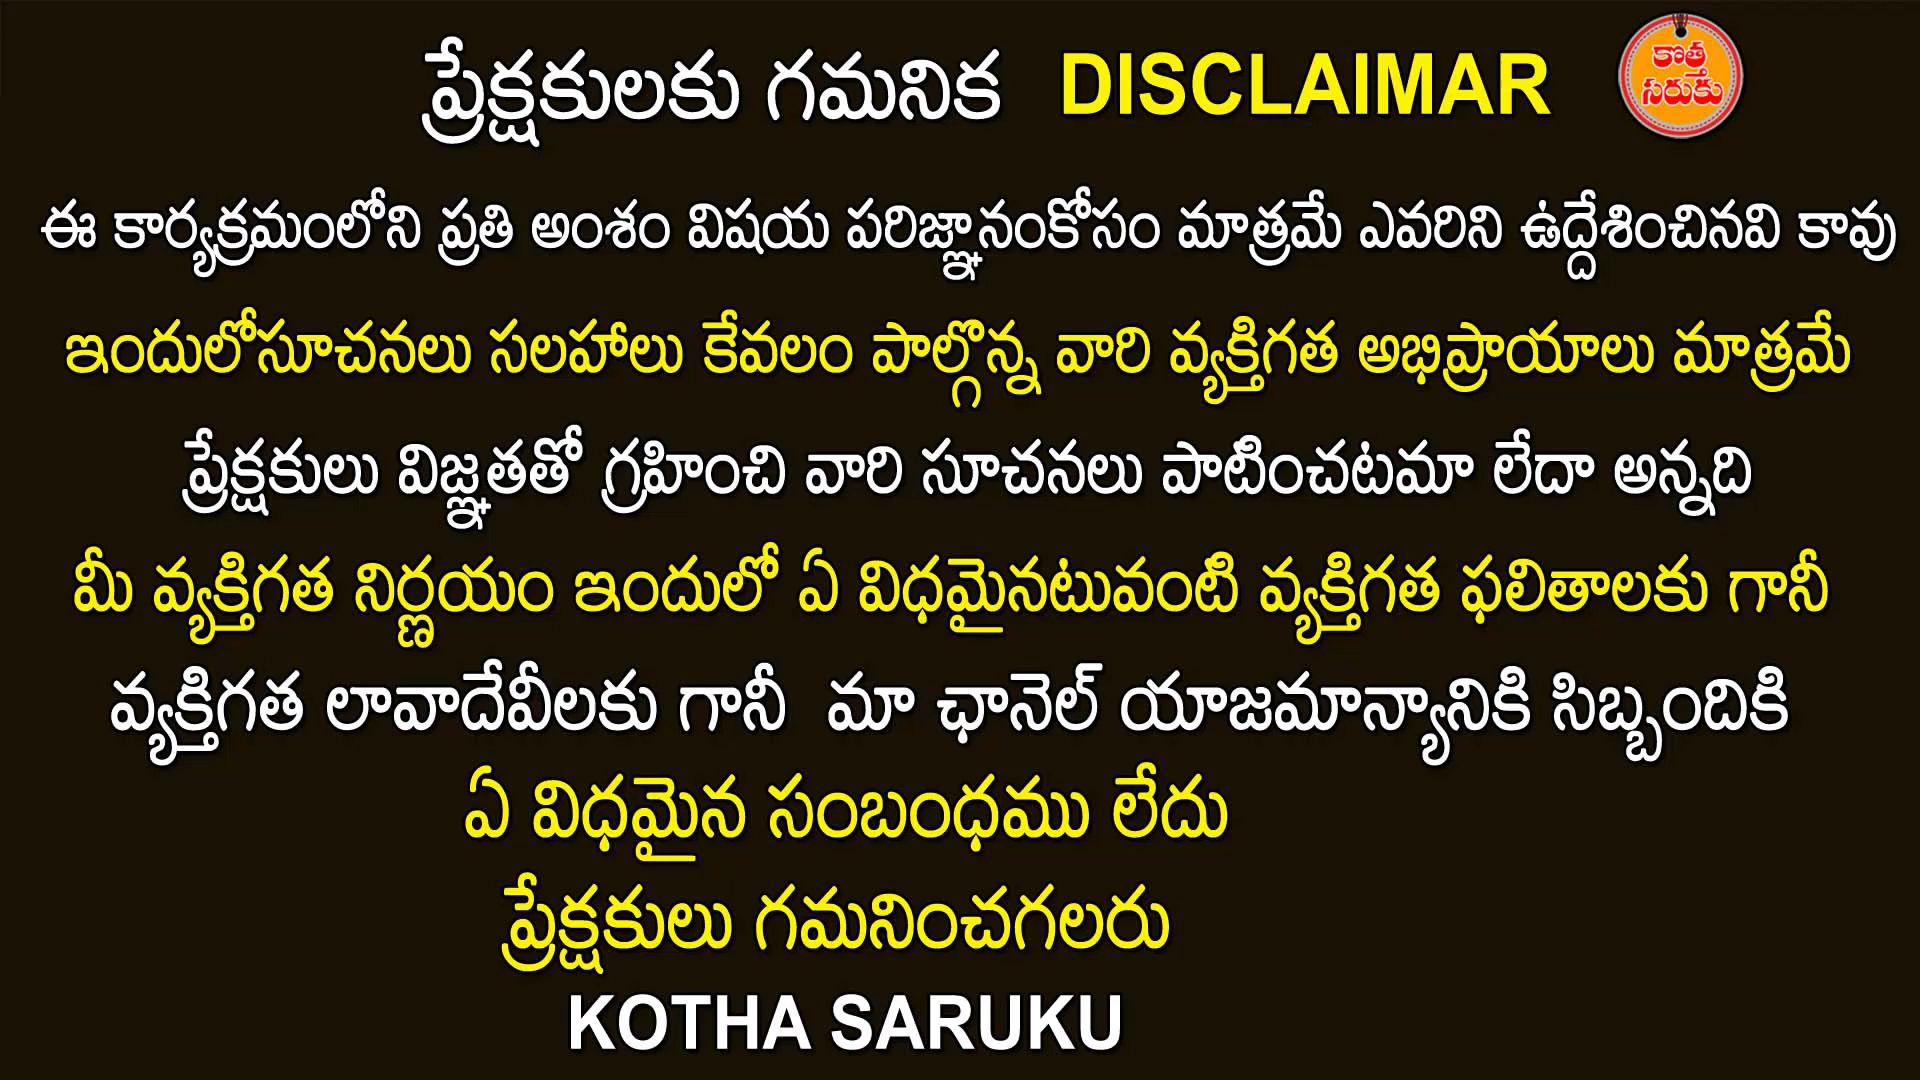 ప్రేక్షకులకు గమనిక DISCLAIMAR
కొత్త
సరుకు
ఈ కార్యక్రమంలోని ప్రతి అంశం విషయ పరిజ్ఞానంకోసం మాత్రమే ఎవరిని ఉద్దేశించినవి కావు
ఇందులోసూచనలు సలహాలు కేవలం పాల్గొన్న వారి వ్యక్తిగత అభిప్రాయాలు మాత్రమే
ప్రేక్షకులు విజ్ఞతతో గ్రహించి వారి సూచనలు పాటించటమా లేదా అన్నది
మీ వ్యక్తిగత నిర్ణయం ఇందులో ఏ విధమైనటువంటి వ్యక్తిగత ఫలితాలకు గానీ
వ్యక్తిగత లావాదేవీలకు గానీ మా ఛానెల్ యాజమాన్యానికి సిబ్బందికి
ఏ విధమైన సంబంధము లేదు
ప్రేక్షకులు గమనించగలరు
KOTHA SARUKU